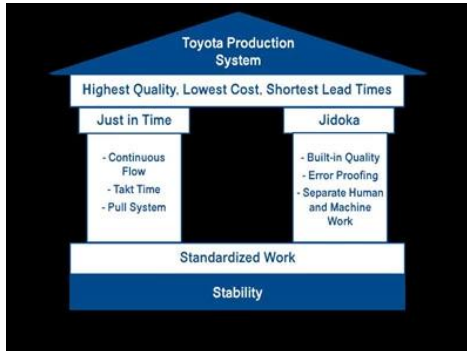 Toyota Production
System
Highest Quality. Lowest Cost. Shortest Lead Times
Just in Time
- Continuous
Flow
- Takt Time
- Pull System
Jidoka
- Built-in Quality
- Error Proofing
- Separate Human
and Machine
Work
Standardized Work
Stability